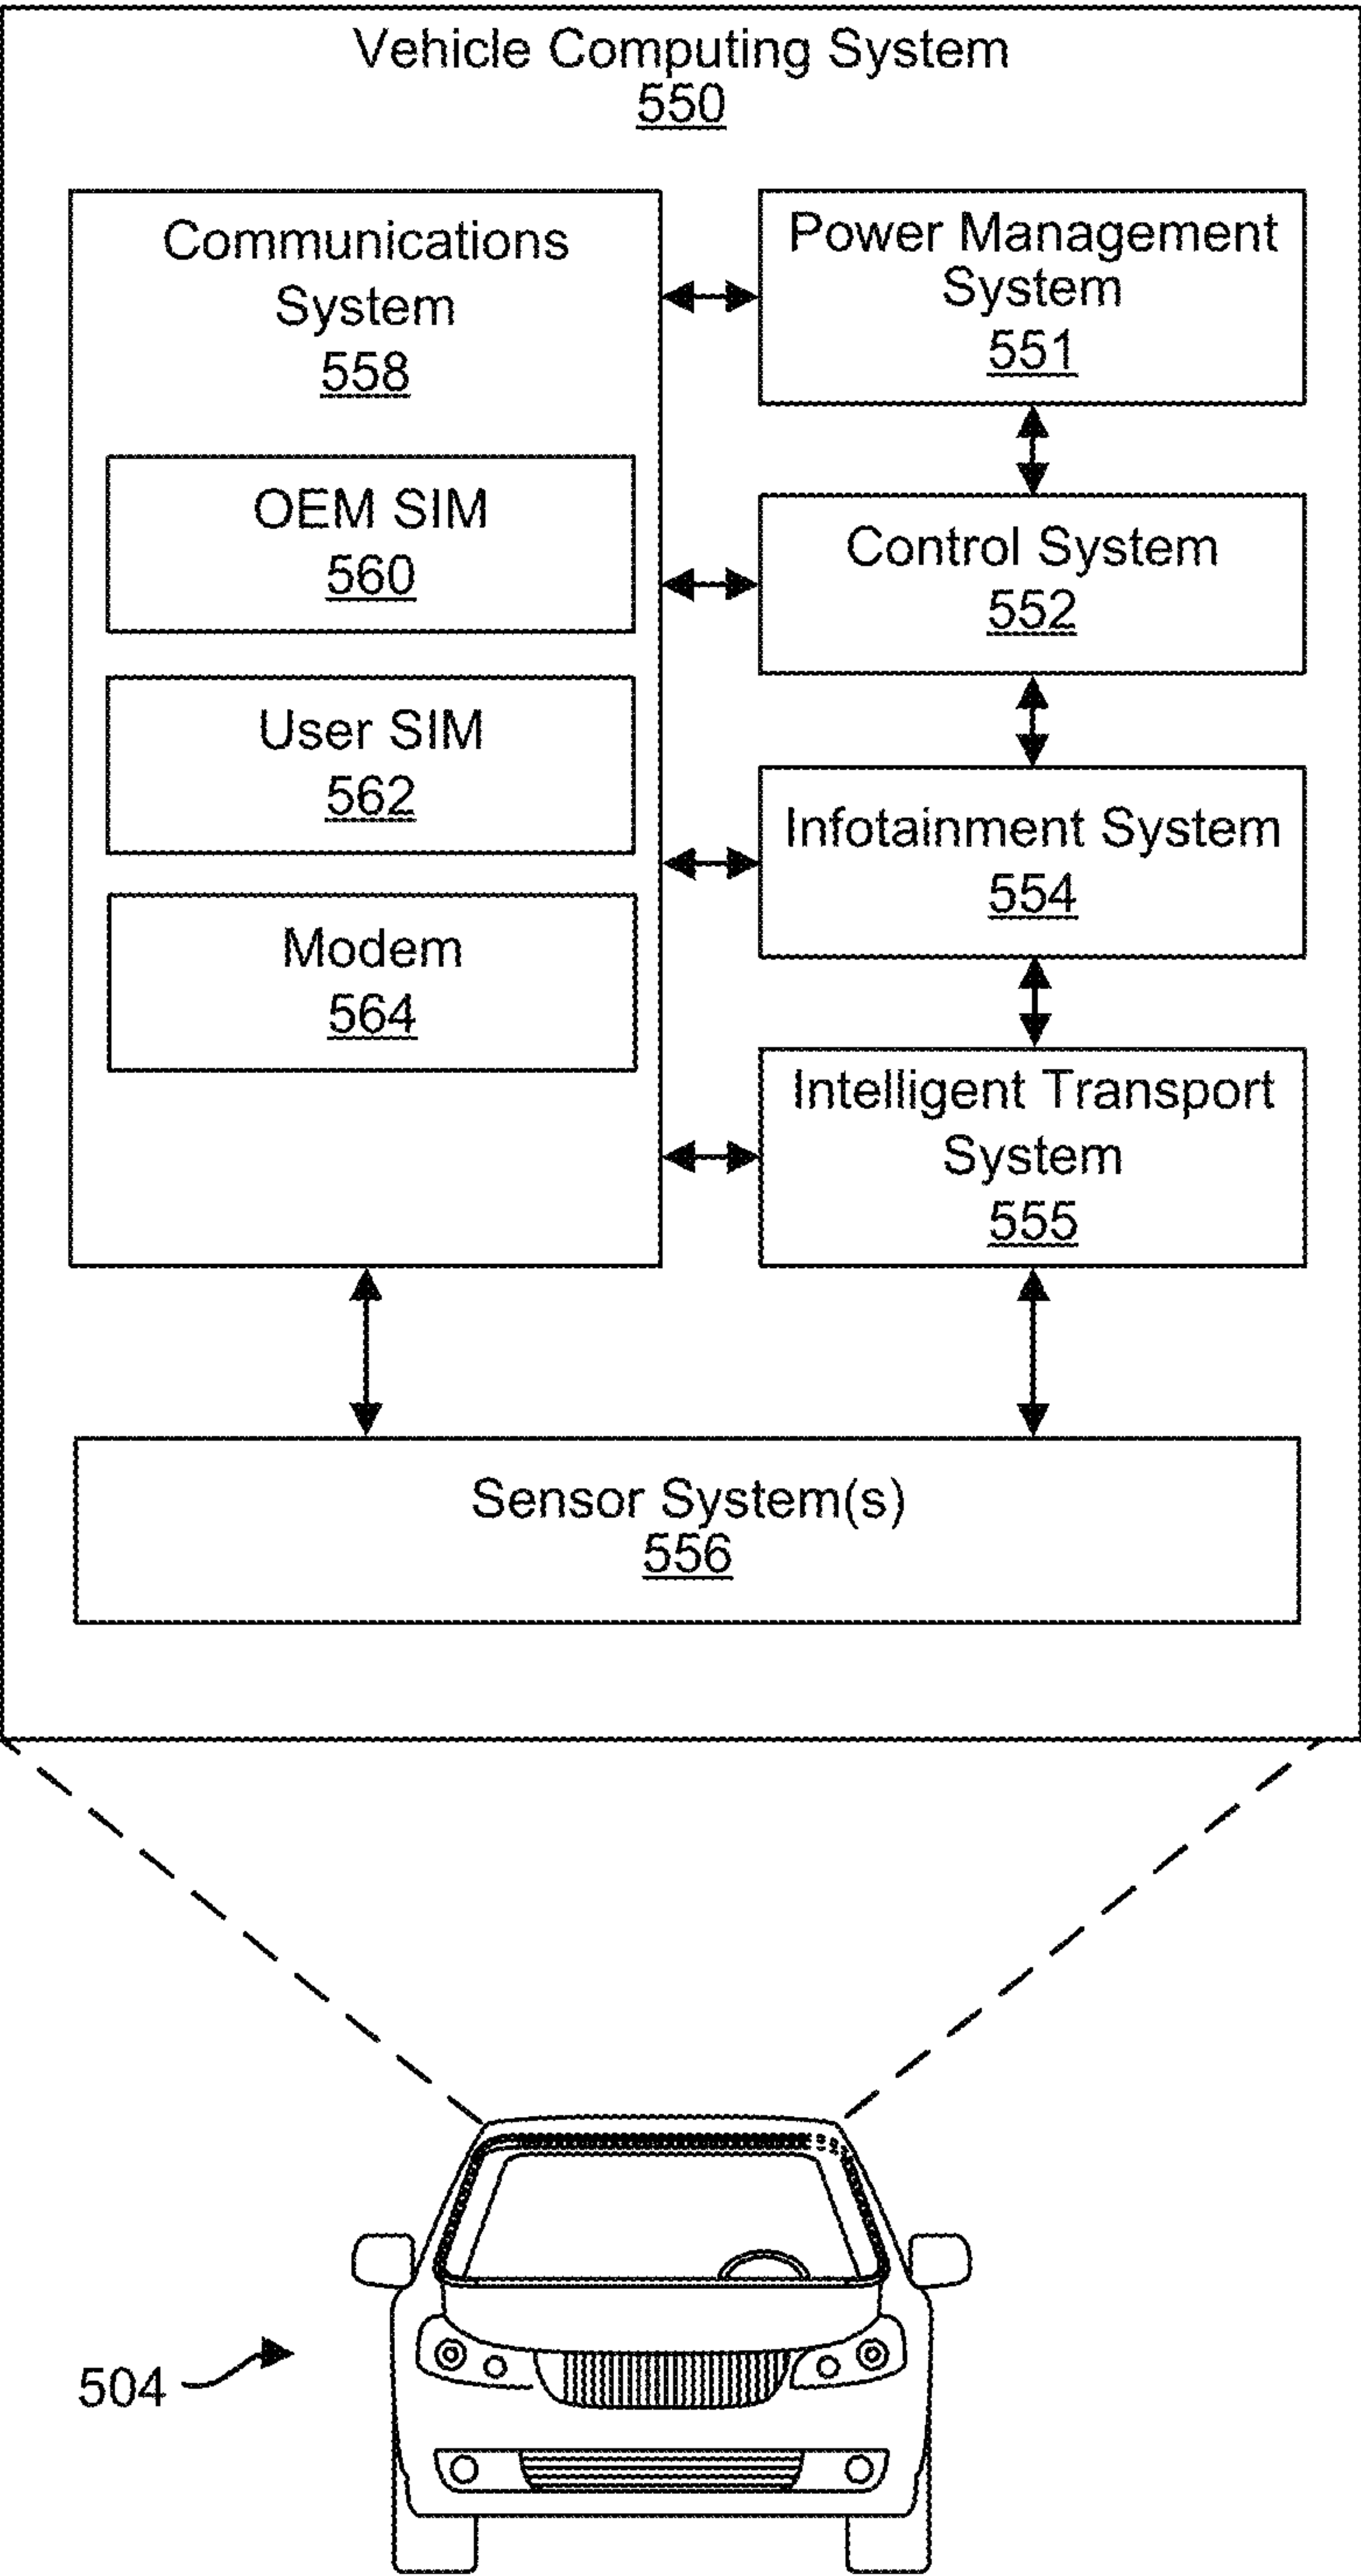 Vehicle Computing System
550
Communications
System
558
OEM SIM
560
User SIM
562
Modem
564
Power Management
System
551
Control System
552
Infotainment System
554
Intelligent Transport
System
555
Sensor System(s)
556
504